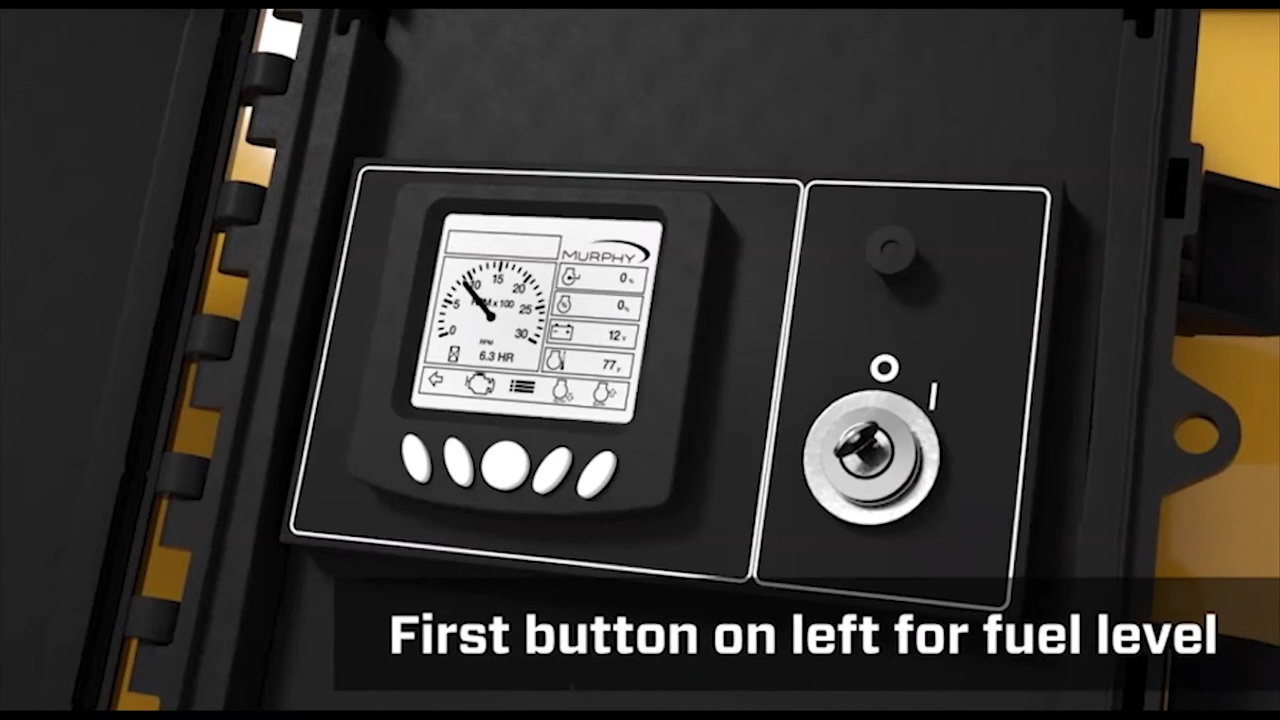 MURPHY
0%
0%
12V
77F
0
5
10
15
20
25
30
RPM x 100
RPM
6.3 HR
O
I
First button on left for fuel level